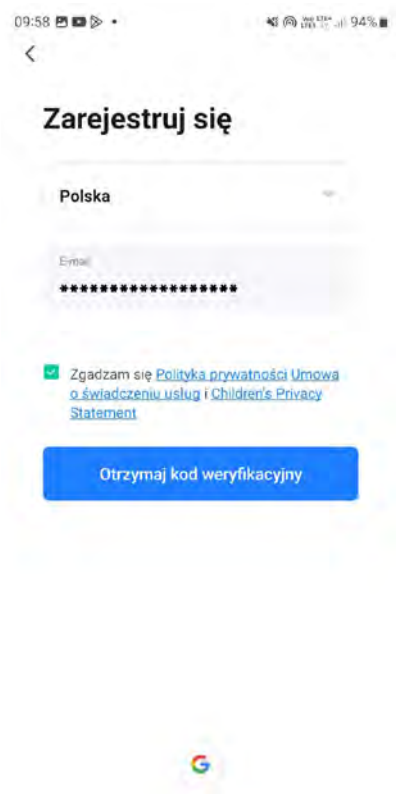 09:58 94%
Zarejestruj się
Polska
E-mail
******************
Zgadzam się Polityka prywatności Umowa
o świadczeniu usług i Children's Privacy
Statement
Otrzymaj kod weryfikacyjny